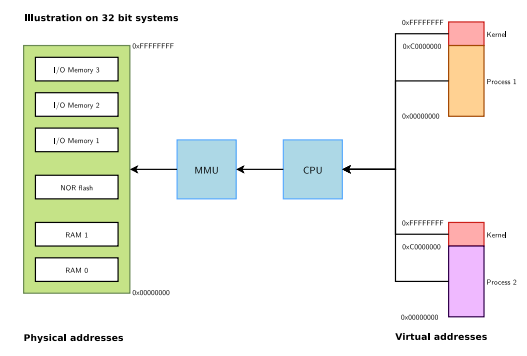 Illustration on 32 bit systems
0xFFFFFFFF
I/O Memory 3
I/O Memory 2
I/O Memory 1
NOR flash
RAM 1
RAM 0
0x00000000
Physical addresses
MMU
CPU
0xFFFFFFFF
Kernel
0xC0000000
Process 1
0x00000000
0xFFFFFFFF
Kernel
0xC0000000
Process 2
0x00000000
Virtual addresses